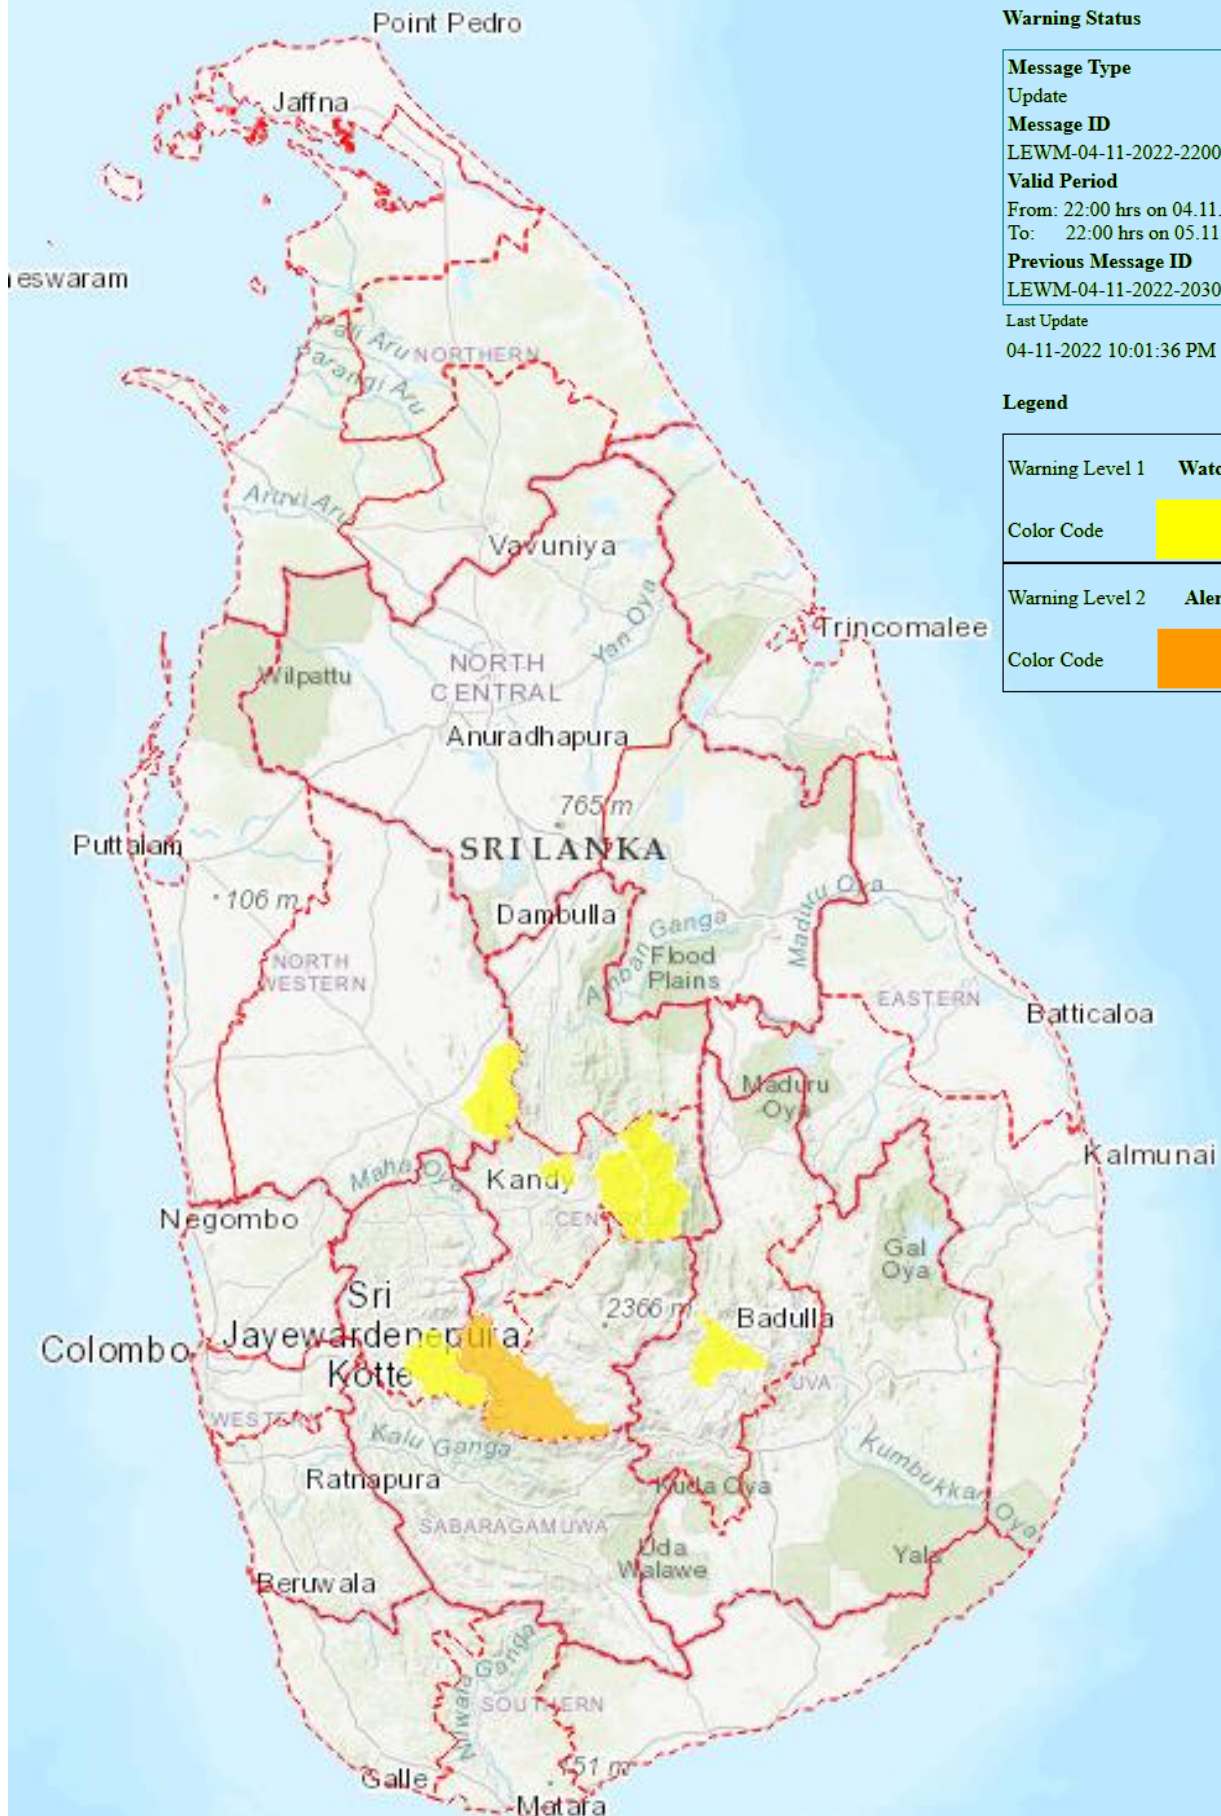 Point Pedro
Jaffna
eswaram
Pali Aru
Parangi Aru
NORTHERN
Aruvi Aru
Vavuniya
Yan Oya
Trincomalee
Wilpattu
NORTH
CENTRAL
Anuradhapura
765 m
SRI LANKA
Puttalam
106 m
Dambulla
Amban Ganga
Maduru Oya
Flood
Plains
NORTH
WESTERN
EASTERN
Batticaloa
Maduru
Oya
Kalmunai
Maha Oya
Kandy
Negombo
Gal
Oya
Sri
Jayewardenepura
Kotte
2366 m
Badulla
Colombo
UVA
WESTERN
Kalu Ganga
Kumbukkan Oya
Ratnapura
Kuda Oya
SABARAGAMUWA
Uda
Walawe
Yala
Beruwala
Nilwala Ganga
SOUTHERN
Galle
151 m
Matara
Warning Status
Message Type
Update
Message ID
LEWM-04-11-2022-2200
Valid Period
From: 22:00 hrs on 04.11.
To: 22:00 hrs on 05.11
Previous Message ID
LEWM-04-11-2022-2030
Last Update
04-11-2022 10:01:36 PM
Legend
Warning Level 1 Watc
Color Code
Warning Level 2 Aler
Color Code